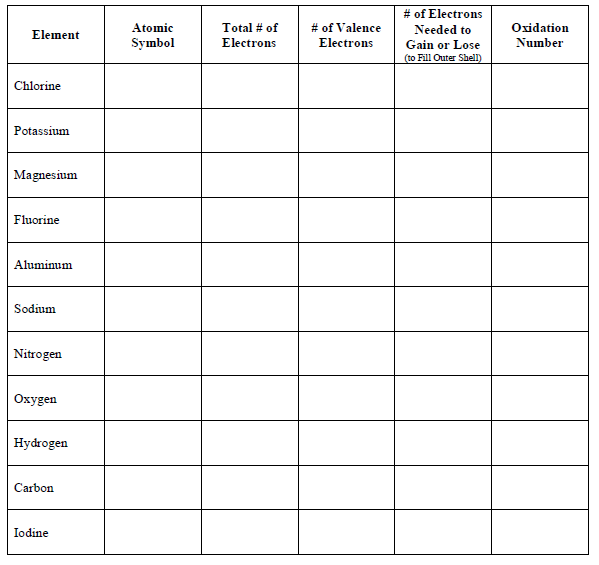 Element
Atomic
Symbol
Total # of
Electrons
# of Valence
Electrons
# of Electrons
Needed to
Gain or Lose
(to Fill Outer Shell)
Oxidation
Number
Chlorine
Potassium
Magnesium
Fluorine
Aluminum
Sodium
Nitrogen
Oxygen
Hydrogen
Carbon
Iodine